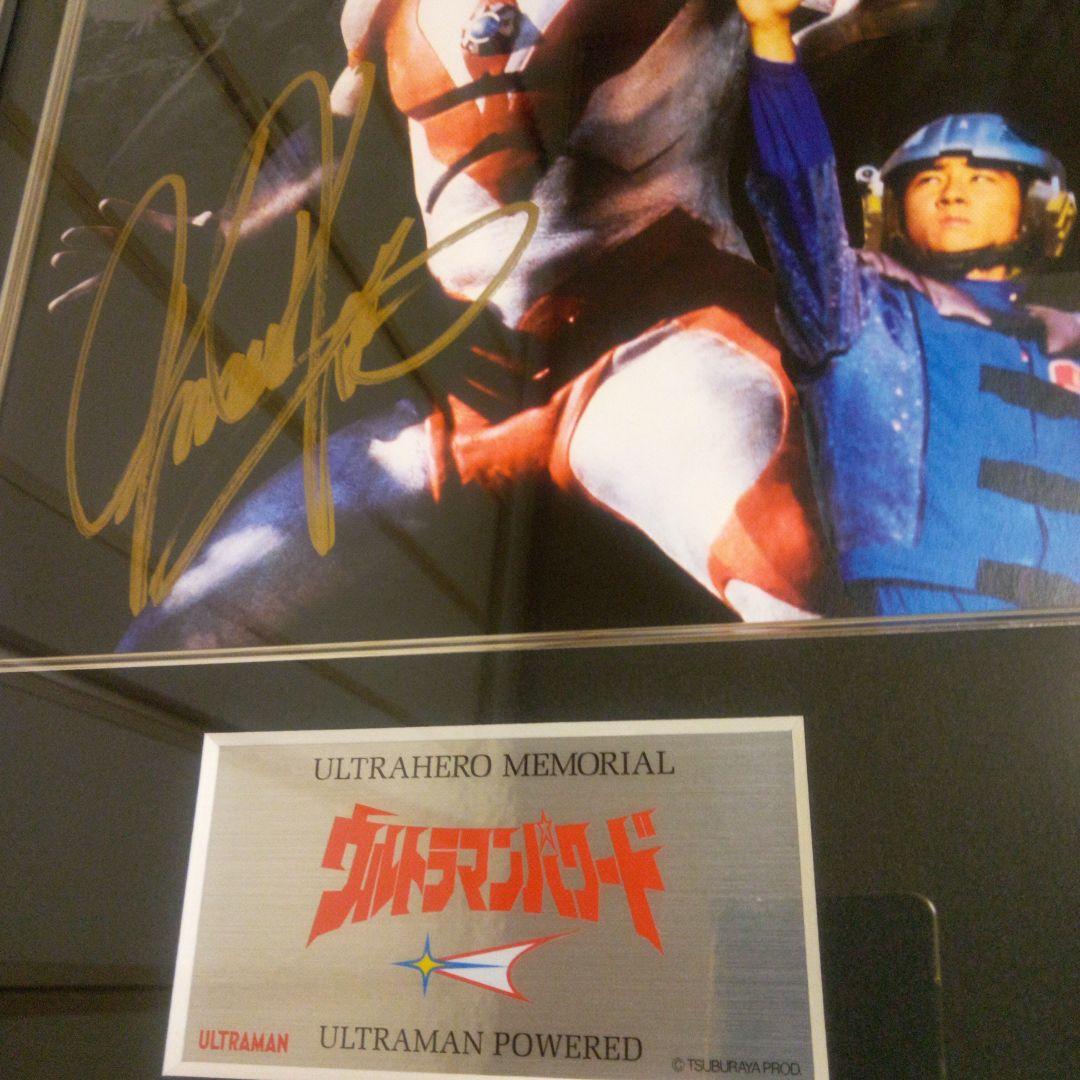 ULTRAHERO MEMORIAL
ウルトラマンパワード
ULTRAMAN
ULTRAMAN POWERED
© TSUBURAYA PROD.